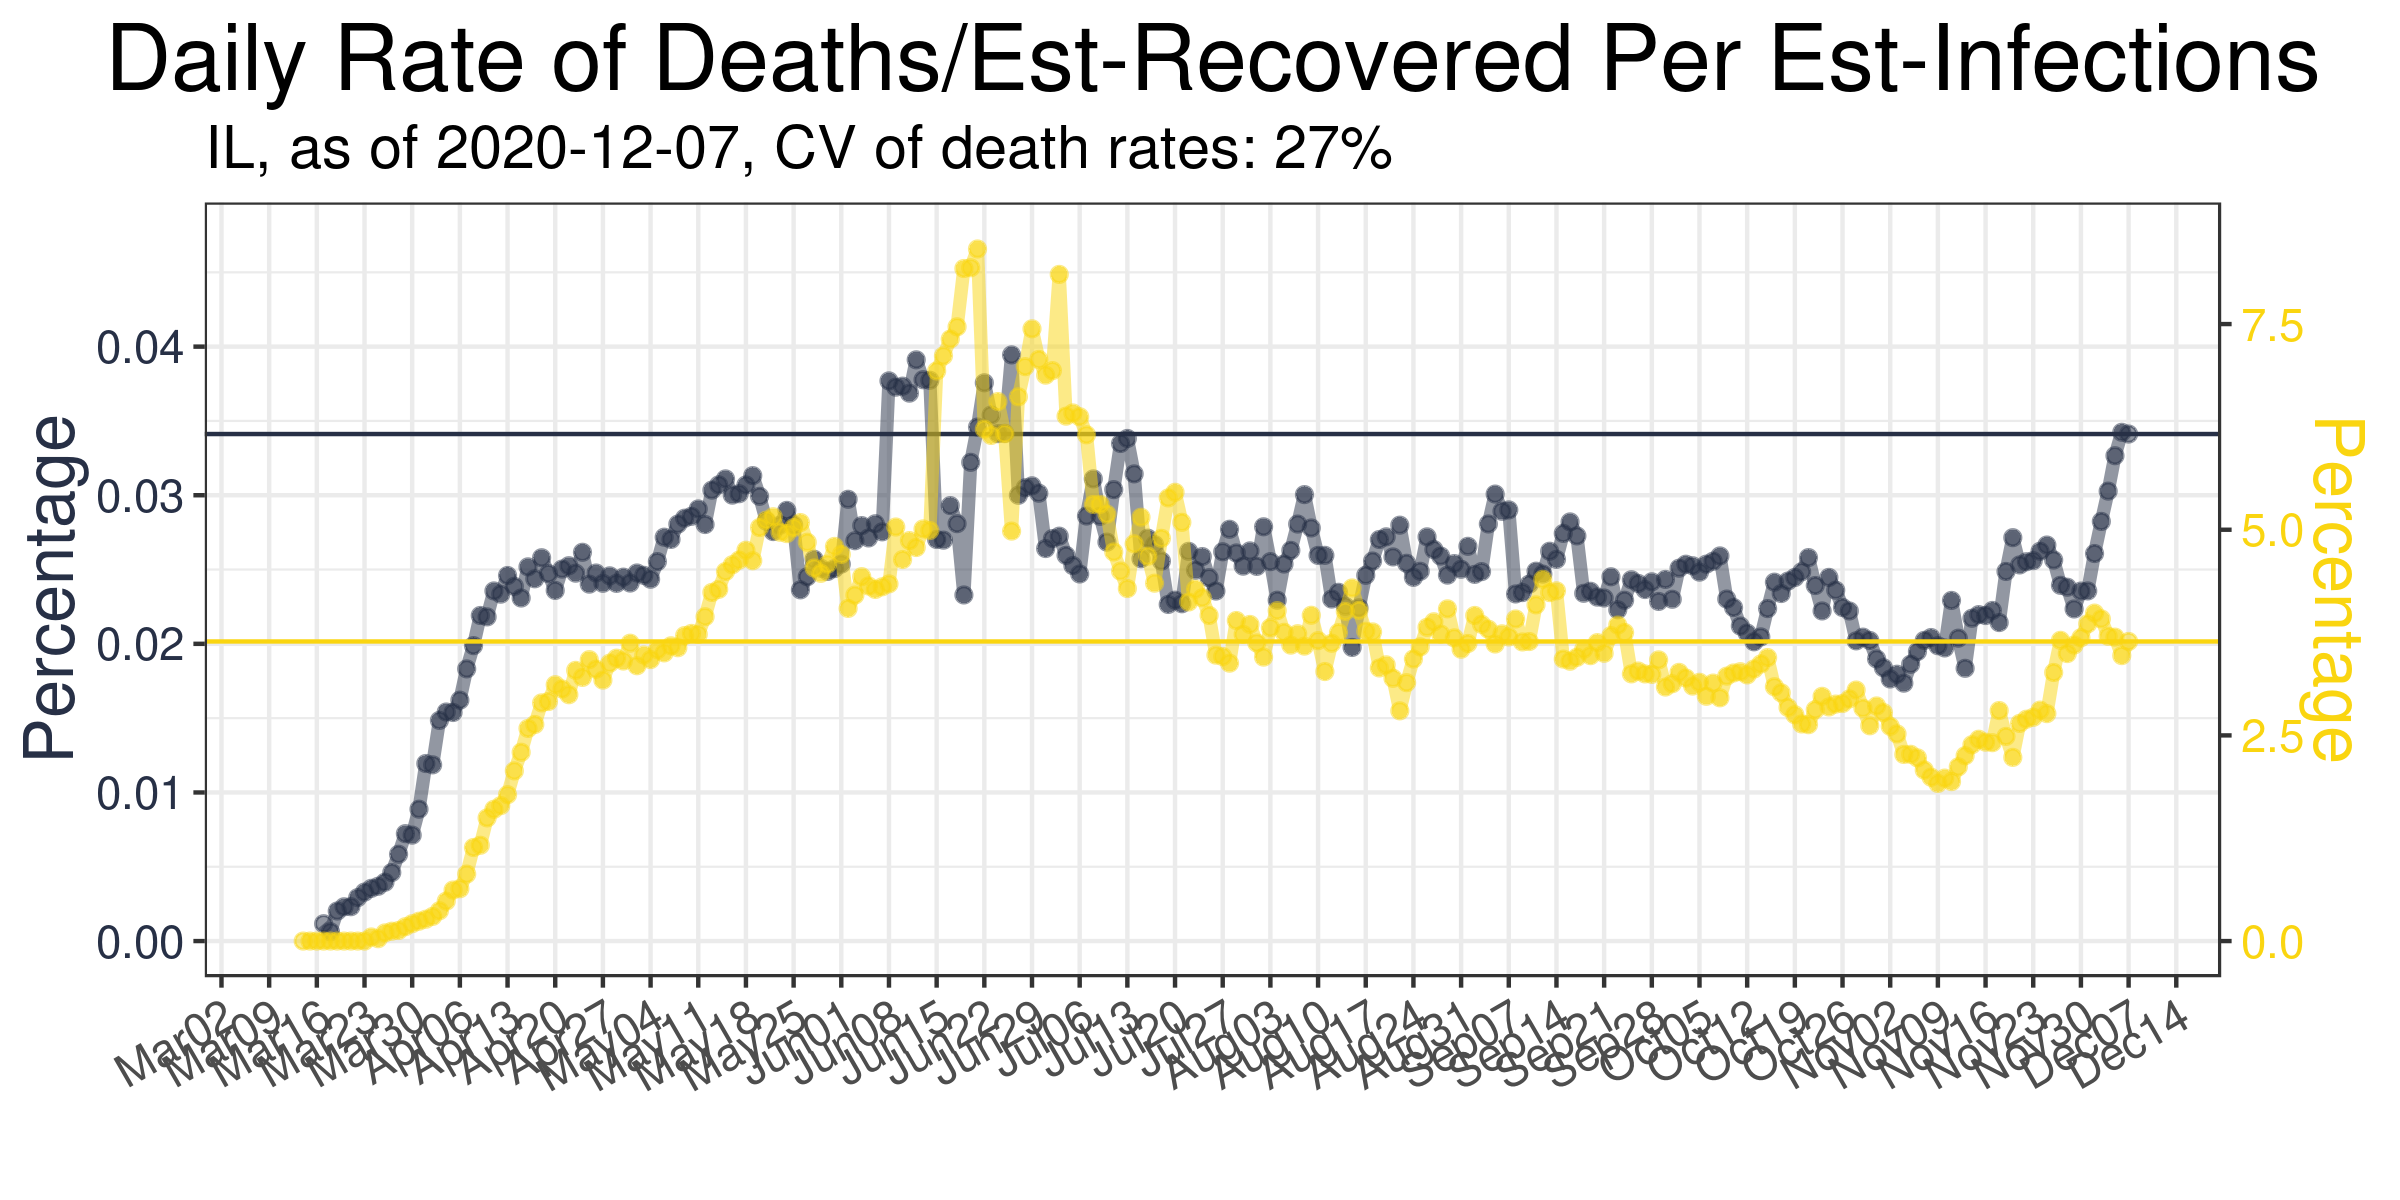 Daily Rate of Deaths/Est-Recovered Per Est-Infections
IL, as of 2020-12-07, CV of death rates: 27%
Percentage
0.04
0.03
0.02
0.01
0.00
7.5
5.0
2.5
0.0
Percentage
Mar02
Mar09
Mar16
Mar23
Mar30
Apr06
Apr13
Apr20
Apr27
May04
May11
May18
May25
Jun01
Jun08
Jun15
Jun22
Jun29
Jul06
Jul13
Jul20
Jul27
Aug03
Aug10
Aug17
Aug24
Aug31
Sep07
Sep14
Sep21
Sep28
Oct05
Oct12
Oct19
Oct26
Nov02
Nov09
Nov16
Nov23
Nov30
Dec07
Dec14